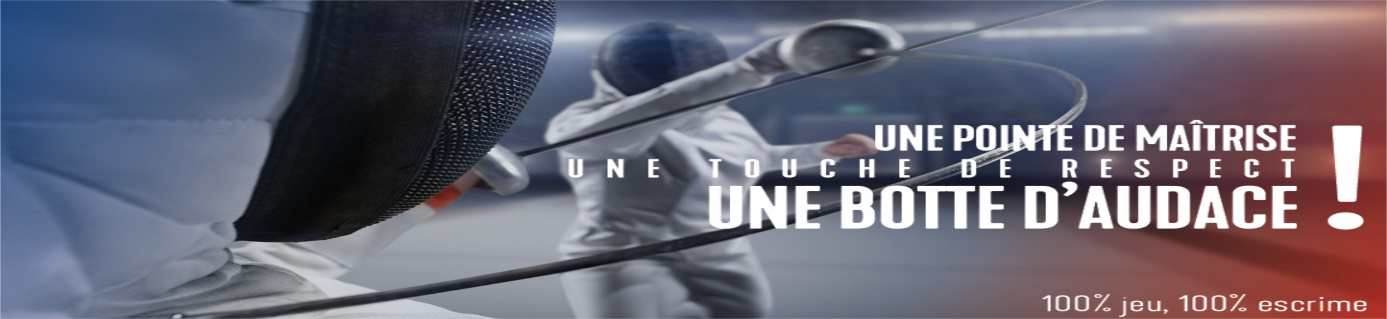 UNE POINTE DE MAÎTRISE
UNE TOUCHE DE RESPECT
UNE BOTTE D'AUDACE !
100% jeu, 100% escrime